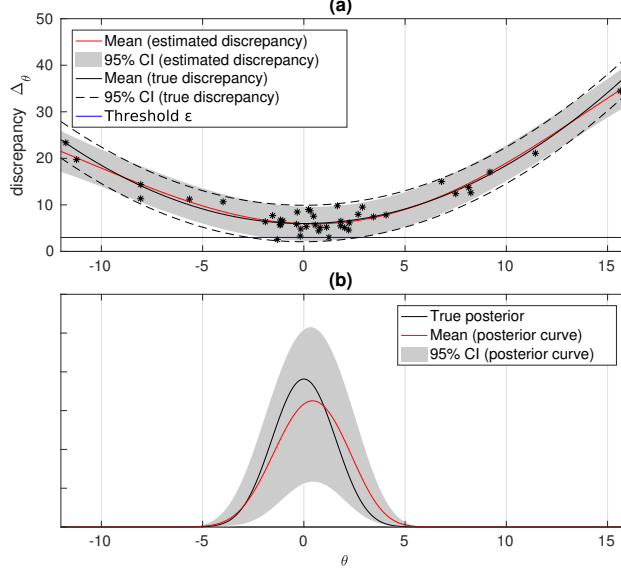 (a)
50
40
30
20
10
0
discrepancy Δθ
Mean (estimated discrepancy)
95% CI (estimated discrepancy)
Mean (true discrepancy)
95% CI (true discrepancy)
Threshold ε
-10 -5 0 5 10 15
(b)
True posterior
Mean (posterior curve)
95% CI (posterior curve)
-10 -5 0 5 10 15
θ